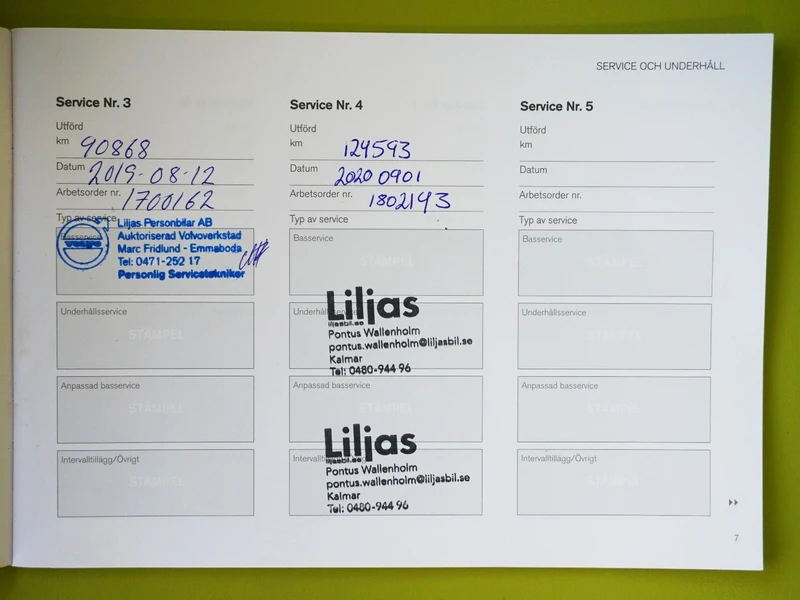 SERVICE OCH UNDERHÅLL
Service Nr. 3
Utförd
km 90868
Datum 2019-08-12
Arbetsorder nr. 1700162
Typ av service
Basservice
VOLVO
Liljas Personbilar AB
Auktoriserad Volvoverkstad
Marc Fridlund - Emmaboda
Tel: 0471-252 17
Personlig Servicetekniker
Underhållsservice
STÄMPEL
Anpassad basservice
STÄMPEL
Intervalltillägg/Övrigt
STÄMPEL
Service Nr. 4
Utförd
km 124593
Datum 2020 0901
Arbetsorder nr. 1802193
Typ av service
Basservice
STÄMPEL
Liljas
liljasbil.se
Pontus Wallenholm
pontus.wallenholm@liljasbil.se
Kalmar
Tel: 0480-944 96
Anpassad basservice
STÄMPEL
Liljas
liljasbil.se
Pontus Wallenholm
pontus.wallenholm@liljasbil.se
Kalmar
Tel: 0480-944 96
Service Nr. 5
Utförd
km
Datum
Arbetsorder nr.
Typ av service
Basservice
STÄMPEL
Underhållsservice
STÄMPEL
Anpassad basservice
STÄMPEL
Intervalltillägg/Övrigt
STÄMPEL
7